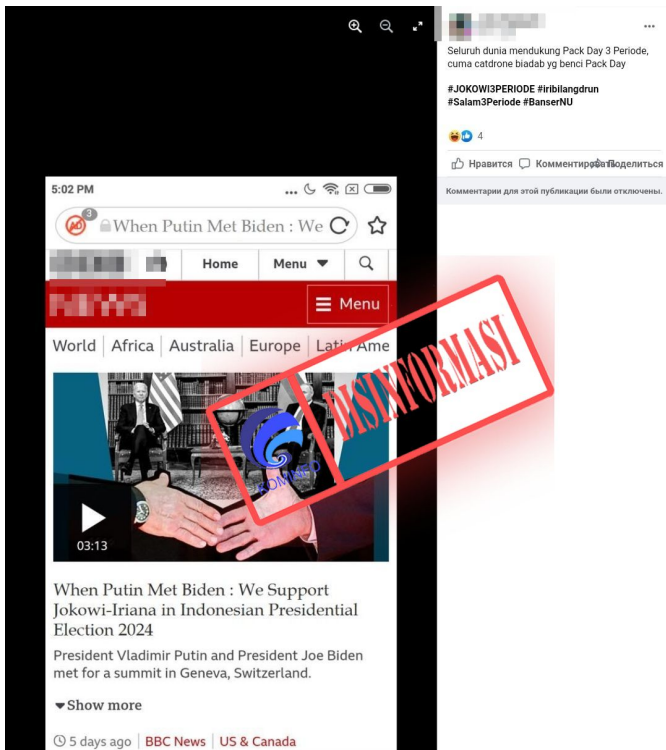 Seluruh dunia mendukung Pack Day 3 Periode,
cuma catdrone biadab yg benci Pack Day
#JOKOWI3PERIODE #iribilangdrun
#Salam3Periode #BanserNU
4
Нравится Комментировать Поделиться
Комментарии для этой публикации были отключены.
5:02 PM
3 When Putin Met Biden : We
Home Menu
Menu
World Africa Australia Europe Latin Ame
DISINFORMASI
KOMINFO
03:13
When Putin Met Biden : We Support
Jokowi-Iriana in Indonesian Presidential
Election 2024
President Vladimir Putin and President Joe Biden
met for a summit in Geneva, Switzerland.
Show more
5 days ago BBC News US & Canada